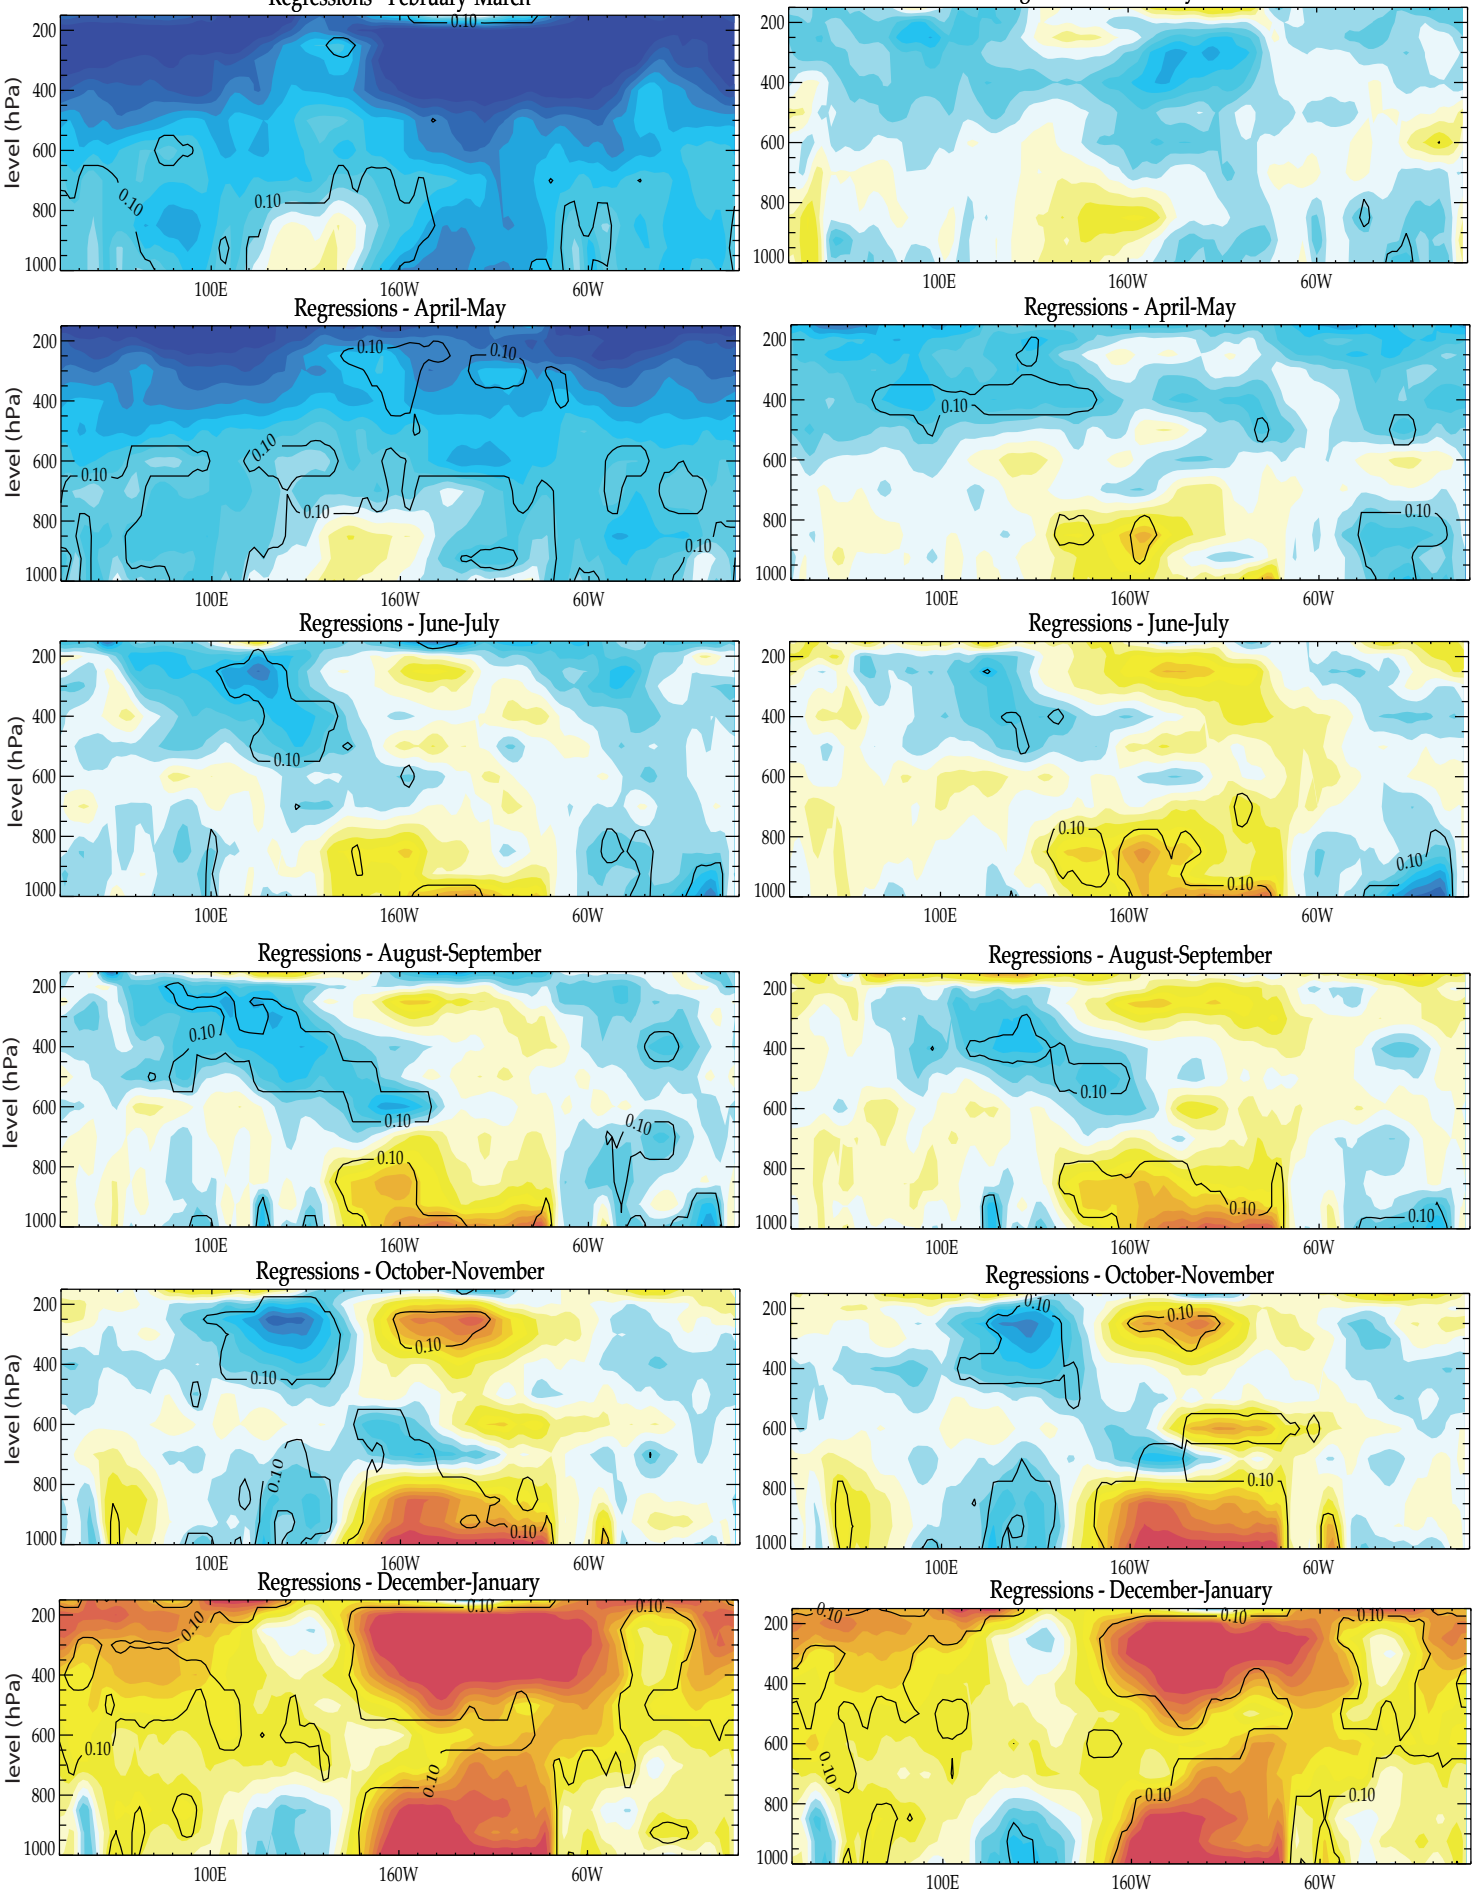 Regressions - February-March
0.10
200
400
600
800
1000
level (hPa)
0.10
0.10
100E
160W
60W
200
400
600
800
1000
100E
160W
60W
Regressions - April-May
0.10
0.10
0.10
0.10
0.10
0.10
200
400
600
800
1000
level (hPa)
100E
160W
60W
Regressions - April-May
0.10
0.10
200
400
600
800
1000
100E
160W
60W
Regressions - June-July
0.10
200
400
600
800
1000
level (hPa)
100E
160W
60W
Regressions - June-July
0.10
0.10
0.10
200
400
600
800
1000
100E
160W
60W
Regressions - August-September
0.10
0.10
0.10
0.10
200
400
600
800
1000
level (hPa)
100E
160W
60W
Regressions - August-September
0.10
0.10
0.10
200
400
600
800
1000
100E
160W
60W
Regressions - October-November
0.10
0.10
0.10
0.10
200
400
600
800
1000
level (hPa)
100E
160W
60W
Regressions - October-November
0.10
0.10
0.10
200
400
600
800
1000
100E
160W
60W
Regressions - December-January
0.10
0.10
0.10
0.10
0.10
200
400
600
800
1000
level (hPa)
100E
160W
60W
Regressions - December-January
0.10
0.10
0.10
0.10
0.10
0.10
200
400
600
800
1000
100E
160W
60W